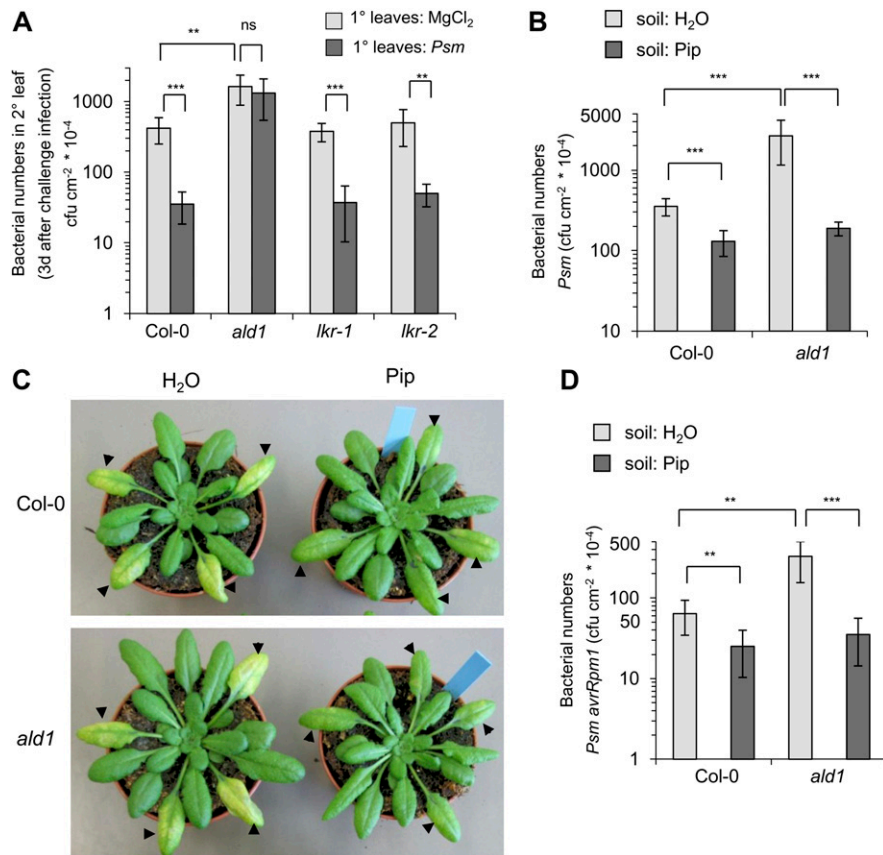 A
1° leaves: MgCl2
1° leaves: Psm
Bacterial numbers in 2° leaf
(3d after challenge infection)
cfu cm-2 * 10-4
1000
100
10
1
**
ns
***
***
**
Col-0
ald1
lkr-1
lkr-2
B
soil: H2O
soil: Pip
Bacterial numbers
Psm (cfu cm-2 * 10-4)
5000
1000
100
10
***
***
***
Col-0
ald1
C
H2O
Pip
Col-0
ald1
D
soil: H2O
soil: Pip
Bacterial numbers
Psm avrRpm1 (cfu cm-2 * 10-4)
500
100
50
10
1
**
***
**
Col-0
ald1